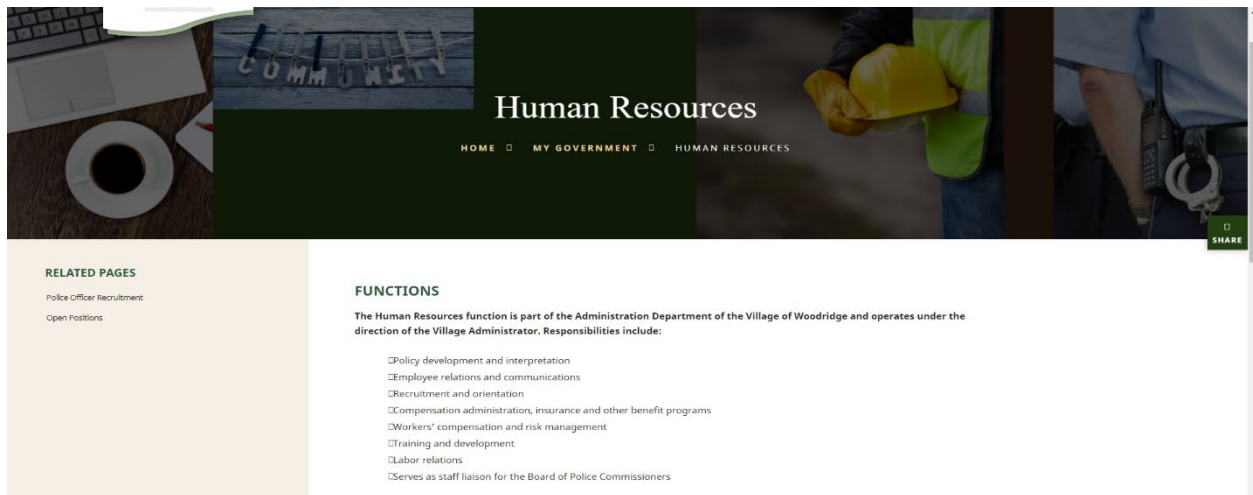 COMMUNITY
Human Resources
HOME MY GOVERNMENT HUMAN RESOURCES
SHARE
RELATED PAGES
Police Officer Recruitment
Open Positions
FUNCTIONS
The Human Resources function is part of the Administration Department of the Village of Woodridge and operates under the
direction of the Village Administrator. Responsibilities include:
Policy development and interpretation
Employee relations and communications
Recruitment and orientation
Compensation administration, insurance and other benefit programs
Workers' compensation and risk management
Training and development
Labor relations
Serves as staff liaison for the Board of Police Commissioners